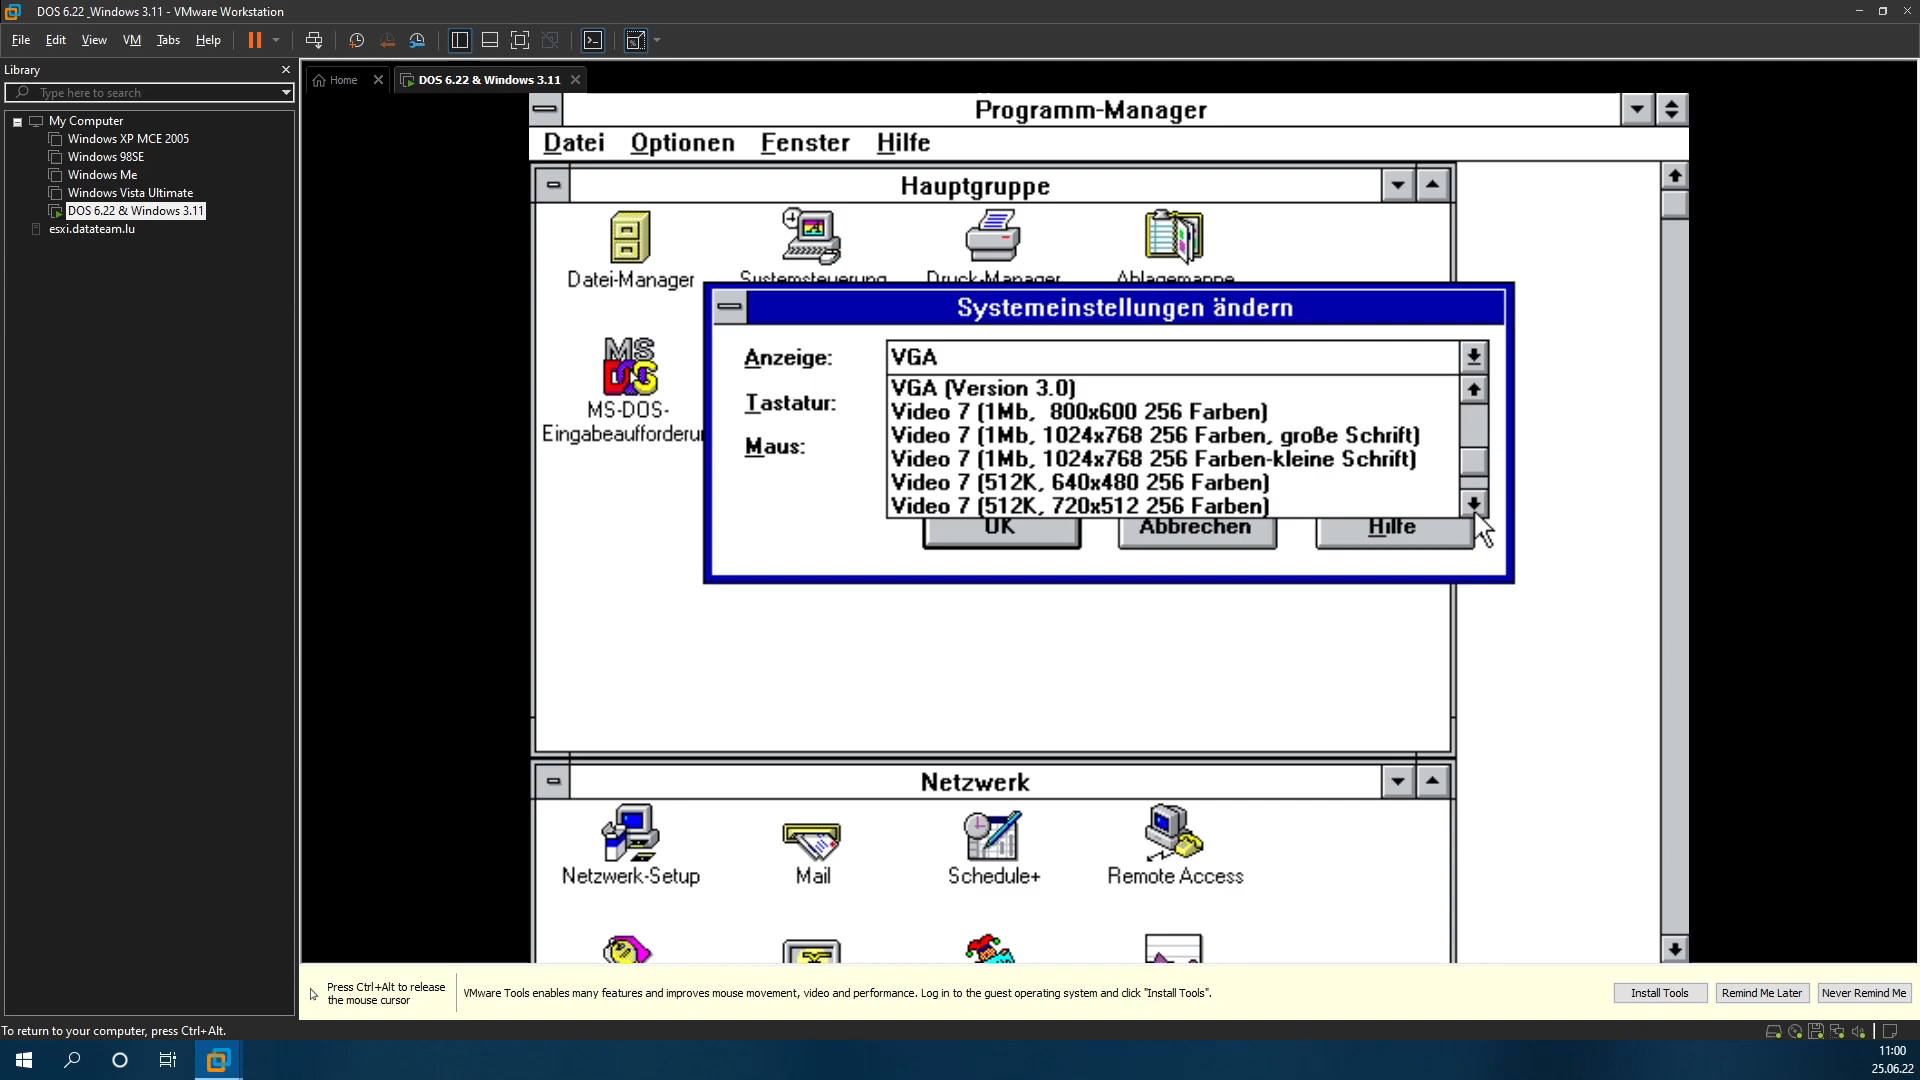 DOS 6.22 _Windows 3.11 - VMware Workstation
File Edit View VM Tabs Help
Library
Type here to search
My Computer
Windows XP MCE 2005
Windows 98SE
Windows Me
Windows Vista Ultimate
DOS 6.22 & Windows 3.11
esxi.datateam.lu
Home
DOS 6.22 & Windows 3.11
Programm-Manager
Datei Optionen Fenster Hilfe
Hauptgruppe
Datei-Manager Systemsteuerung Druck-Manager Ablagemappe
MS-DOS-
Systemeinstellungen ändern
Anzeige: VGA
VGA (Version 3.0)
Tastatur:
Video 7 (1Mb, 800x600 256 Farben)
Video 7 (1Mb, 1024x768 256 Farben, große Schrift)
Maus:
Video 7 (1Mb, 1024x768 256 Farben-kleine Schrift)
Video 7 (512K, 640x480 256 Farben)
Video 7 (512K, 720x512 256 Farben)
OK Abbrechen Hilfe
Netzwerk
Netzwerk-Setup Mail Schedule+ Remote Access
Press Ctrl+Alt to release
the mouse cursor
VMware Tools enables many features and improves mouse movement, video and performance. Log in to the guest operating system and click "Install Tools".
Install Tools Remind Me Later Never Remind Me
To return to your computer, press Ctrl+Alt.
11:00
25.06.22